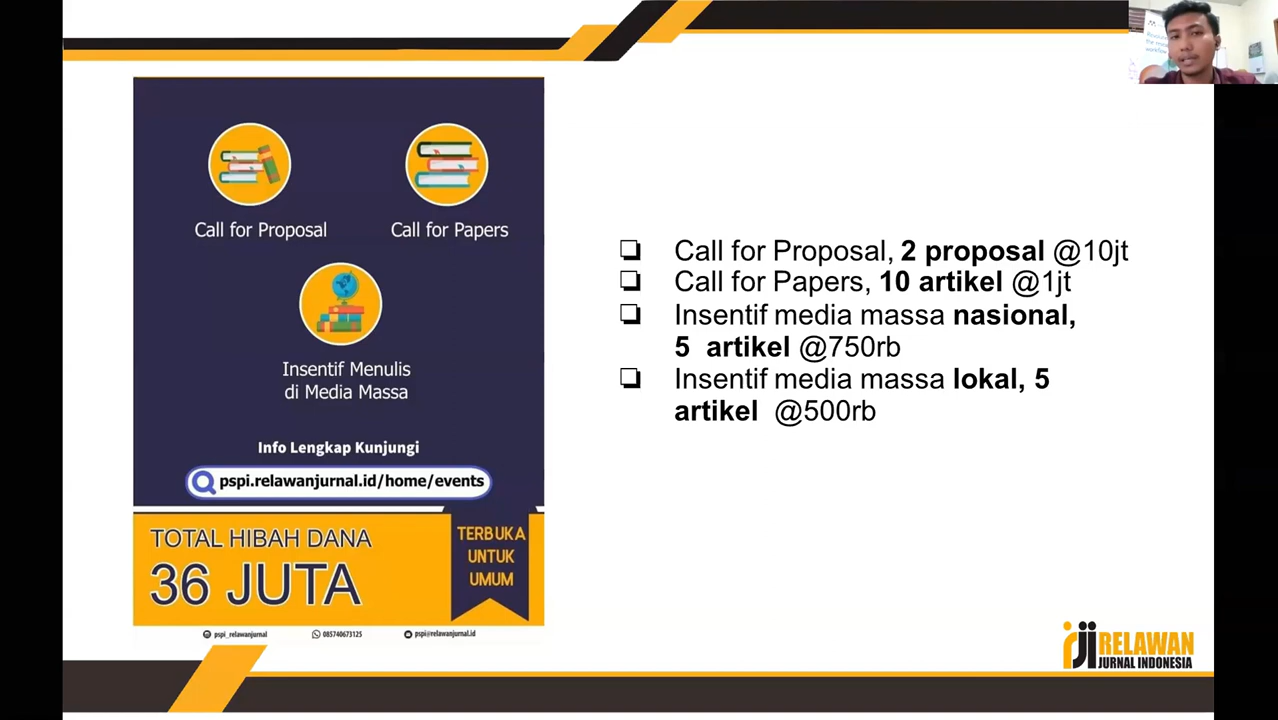 Call for Proposal
Call for Papers
Insentif Menulis
di Media Massa
Info Lengkap Kunjungi
pspi.relawanjurnal.id/home/events
TOTAL HIBAH DANA
36 JUTA
TERBUKA
UNTUK
UMUM
pspi_relawanjurnal
085740673125
pspi@relawanjurnal.id
Call for Proposal, 2 proposal @10jt
Call for Papers, 10 artikel @1jt
Insentif media massa nasional,
5 artikel @750rb
Insentif media massa lokal, 5
artikel @500rb
rji RELAWAN
JURNAL INDONESIA